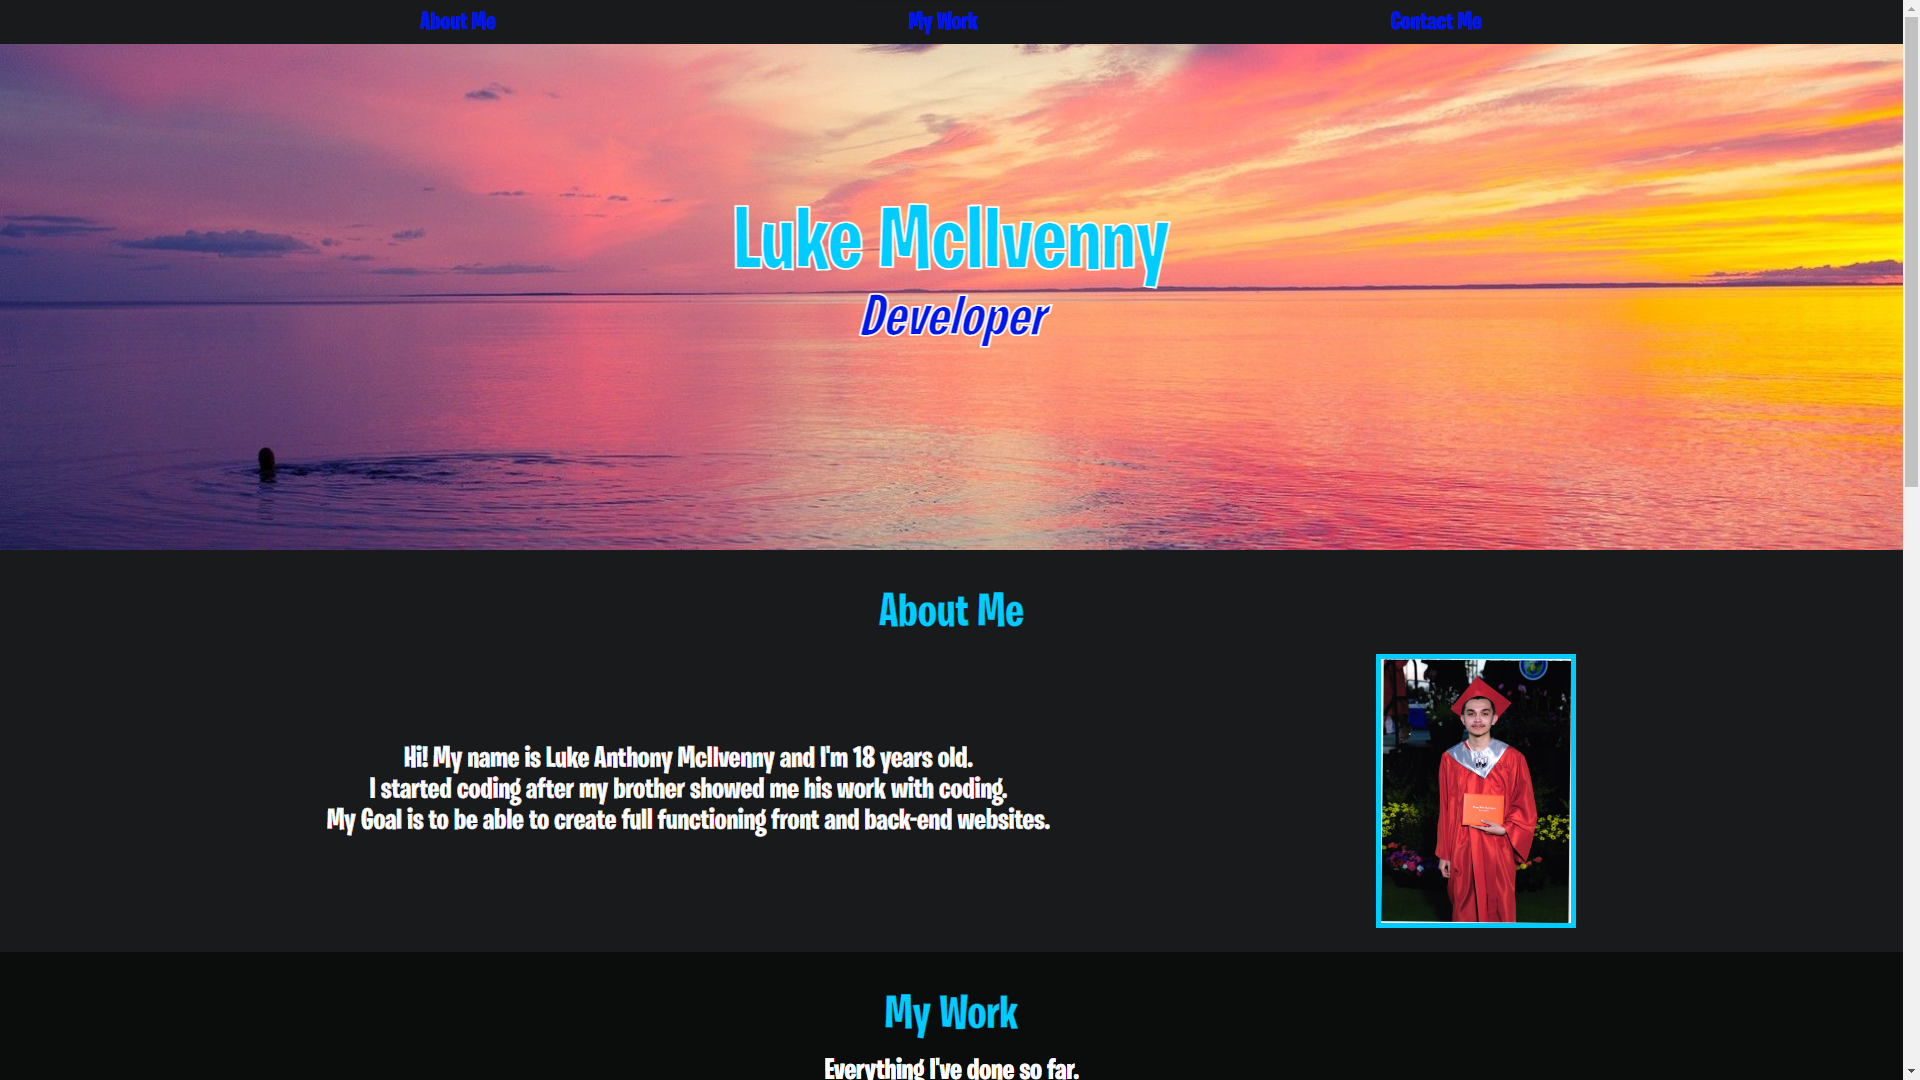 About Me
My Work
Contact Me
Luke McIlvenny
Developer
About Me
Hi! My name is Luke Anthony McIlvenny and I'm 18 years old.
I started coding after my brother showed me his work with coding.
My Goal is to be able to create full functioning front and back-end websites.
My Work
Everything I've done so far.